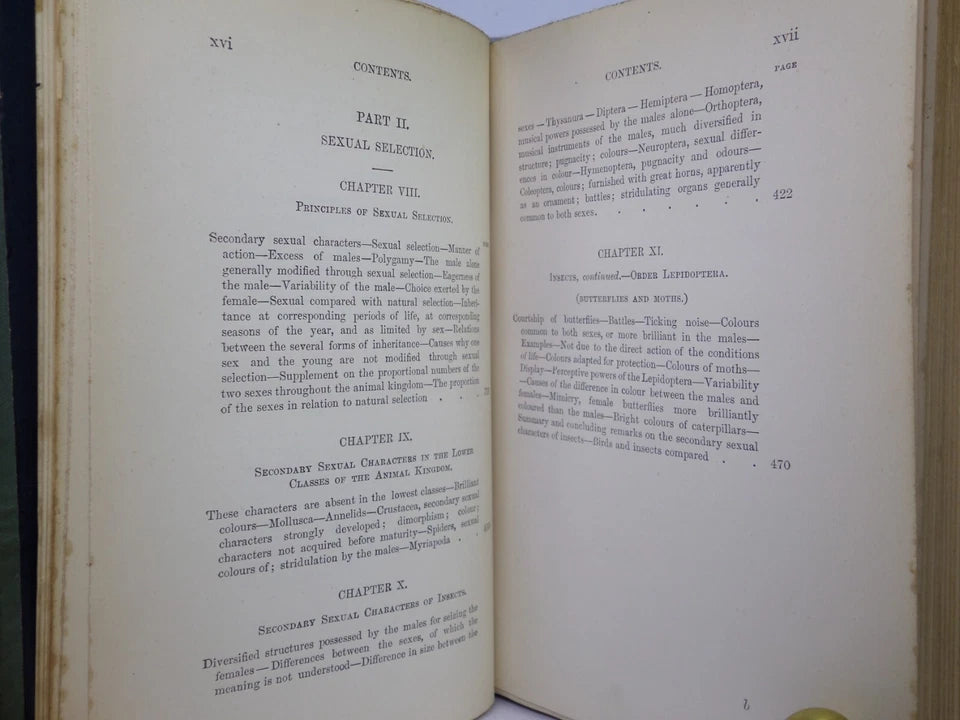 xvi
CONTENTS.
PART II.
SEXUAL SELECTION.
CHAPTER VIII.
PRINCIPLES OF SEXUAL SELECTION.
Secondary sexual characters—Sexual selection—Manner of
action—Excess of males—Polygamy—The male alone
generally modified through sexual selection—Eagerness of
the male—Variability of the male—Choice exerted by the
female—Sexual compared with natural selection—Inheri-
tance at corresponding periods of life, at corresponding
seasons of the year, and as limited by sex—Relations
between the several forms of inheritance—Causes why one
sex and the young are not modified through sexual
selection—Supplement on the proportional numbers of the
two sexes throughout the animal kingdom—The proportion
of the sexes in relation to natural selection . .
CHAPTER IX.
SECONDARY SEXUAL CHARACTERS IN THE LOWER
CLASSES OF THE ANIMAL KINGDOM.
These characters are absent in the lowest classes—Brilliant
colours—Mollusca—Annelids—Crustacea, secondary sexual
characters strongly developed; dimorphism; colour;
characters not acquired before maturity—Spiders, sexual
colours of; stridulation by the males—Myriapoda . .
CHAPTER X.
SECONDARY SEXUAL CHARACTERS OF INSECTS.
Diversified structures possessed by the males for seizing the
females—Differences between the sexes, of which the
meaning is not understood—Difference in size between the
xvii
CONTENTS.
PAGE
sexes—Thysanura—Diptera—Hemiptera—Homoptera,
musical powers possessed by the males alone—Orthoptera,
musical instruments of the males, much diversified in
structure; pugnacity; colours—Neuroptera, sexual differ-
ences in colour—Hymenoptera, pugnacity and odours—
Coleoptera, colours; furnished with great horns, apparently
as an ornament; battles; stridulating organs generally
common to both sexes. . . . . . 422
CHAPTER XI.
INSECTS, continued.—ORDER LEPIDOPTERA.
(BUTTERFLIES AND MOTHS.)
Courtship of butterflies—Battles—Ticking noise—Colours
common to both sexes, or more brilliant in the males—
Examples—Not due to the direct action of the conditions
of life—Colours adapted for protection—Colours of moths—
Display—Perceptive powers of the Lepidoptera—Variability
—Causes of the difference in colour between the males and
females—Mimicry, female butterflies more brilliantly
coloured than the males—Bright colours of caterpillars—
Summary and concluding remarks on the secondary sexual
characters of insects—Birds and insects compared . . 470
b